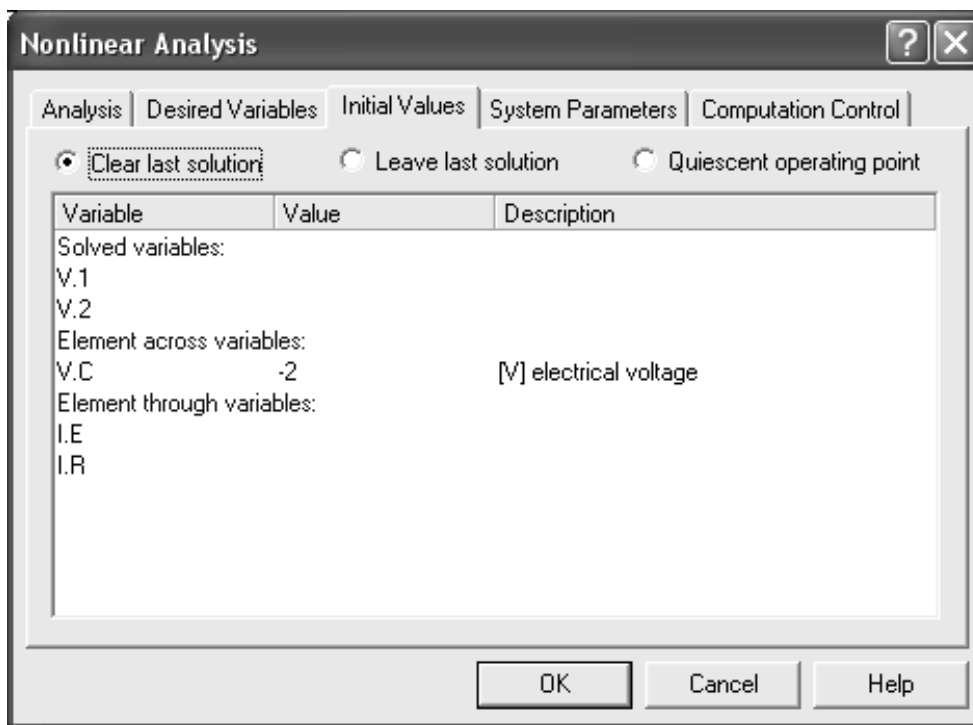 Nonlinear Analysis
Analysis Desired Variables Initial Values System Parameters Computation Control
Clear last solution Leave last solution Quiescent operating point
Variable Value Description
Solved variables:
V.1
V.2
Element across variables:
V.C -2 [V] electrical voltage
Element through variables:
I.E
I.R
OK Cancel Help